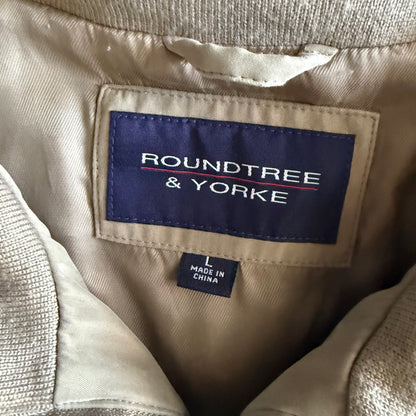 ROUNDTREE
& YORKE
L
MADE IN
CHINA